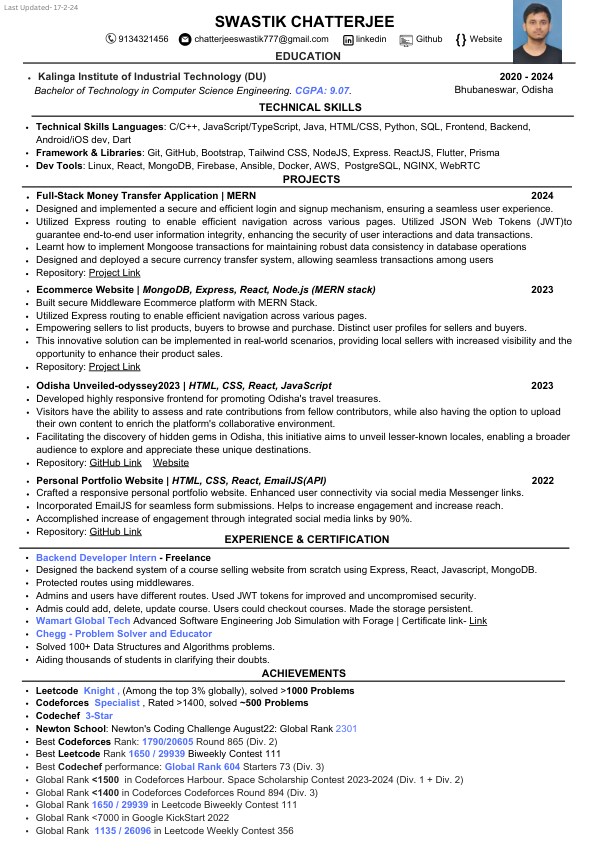 Last Updated- 17-2-24
SWASTIK CHATTERJEE
9134321456 chatterjeeswastik777@gmail.com linkedin Github Website
EDUCATION
• Kalinga Institute of Industrial Technology (DU) 2020 - 2024
Bachelor of Technology in Computer Science Engineering. CGPA: 9.07. Bhubaneswar, Odisha
TECHNICAL SKILLS
• Technical Skills Languages: C/C++, JavaScript/TypeScript, Java, HTML/CSS, Python, SQL, Frontend, Backend,
Android/iOS dev, Dart
• Framework & Libraries: Git, GitHub, Bootstrap, Tailwind CSS, NodeJS, Express. ReactJS, Flutter, Prisma
• Dev Tools: Linux, React, MongoDB, Firebase, Ansible, Docker, AWS, PostgreSQL, NGINX, WebRTC
PROJECTS
• Full-Stack Money Transfer Application | MERN 2024
• Designed and implemented a secure and efficient login and signup mechanism, ensuring a seamless user experience.
• Utilized Express routing to enable efficient navigation across various pages. Utilized JSON Web Tokens (JWT)to
guarantee end-to-end user information integrity, enhancing the security of user interactions and data transactions.
• Learnt how to implement Mongoose transactions for maintaining robust data consistency in database operations
• Designed and deployed a secure currency transfer system, allowing seamless transactions among users
• Repository: Project Link
• Ecommerce Website | MongoDB, Express, React, Node.js (MERN stack) 2023
• Built secure Middleware Ecommerce platform with MERN Stack.
• Utilized Express routing to enable efficient navigation across various pages.
• Empowering sellers to list products, buyers to browse and purchase. Distinct user profiles for sellers and buyers.
• This innovative solution can be implemented in real-world scenarios, providing local sellers with increased visibility and the
opportunity to enhance their product sales.
• Repository: Project Link
• Odisha Unveiled-odyssey2023 | HTML, CSS, React, JavaScript 2023
• Developed highly responsive frontend for promoting Odisha's travel treasures.
• Visitors have the ability to assess and rate contributions from fellow contributors, while also having the option to upload
their own content to enrich the platform's collaborative environment.
• Facilitating the discovery of hidden gems in Odisha, this initiative aims to unveil lesser-known locales, enabling a broader
audience to explore and appreciate these unique destinations.
• Repository: GitHub Link Website
• Personal Portfolio Website | HTML, CSS, React, EmailJS(API) 2022
• Crafted a responsive personal portfolio website. Enhanced user connectivity via social media Messenger links.
• Incorporated EmailJS for seamless form submissions. Helps to increase engagement and increase reach.
• Accomplished increase of engagement through integrated social media links by 90%.
• Repository: GitHub Link
EXPERIENCE & CERTIFICATION
• Backend Developer Intern - Freelance
• Designed the backend system of a course selling website from scratch using Express, React, Javascript, MongoDB.
• Protected routes using middlewares.
• Admins and users have different routes. Used JWT tokens for improved and uncompromised security.
• Admis could add, delete, update course. Users could checkout courses. Made the storage persistent.
• Wamart Global Tech Advanced Software Engineering Job Simulation with Forage | Certificate link- Link
• Chegg - Problem Solver and Educator
• Solved 100+ Data Structures and Algorithms problems.
• Aiding thousands of students in clarifying their doubts.
ACHIEVEMENTS
• Leetcode Knight , (Among the top 3% globally), solved >1000 Problems
• Codeforces Specialist , Rated >1400, solved ~500 Problems
• Codechef 3-Star
• Newton School: Newton's Coding Challenge August22: Global Rank 2301
• Best Codeforces Rank: 1790/20605 Round 865 (Div. 2)
• Best Leetcode Rank 1650 / 29939 Biweekly Contest 111
• Best Codechef performance: Global Rank 604 Starters 73 (Div. 3)
• Global Rank <1500 in Codeforces Harbour. Space Scholarship Contest 2023-2024 (Div. 1 + Div. 2)
• Global Rank <1400 in Codeforces Codeforces Round 894 (Div. 3)
• Global Rank 1650 / 29939 in Leetcode Biweekly Contest 111
• Global Rank <7000 in Google KickStart 2022
• Global Rank 1135 / 26096 in Leetcode Weekly Contest 356